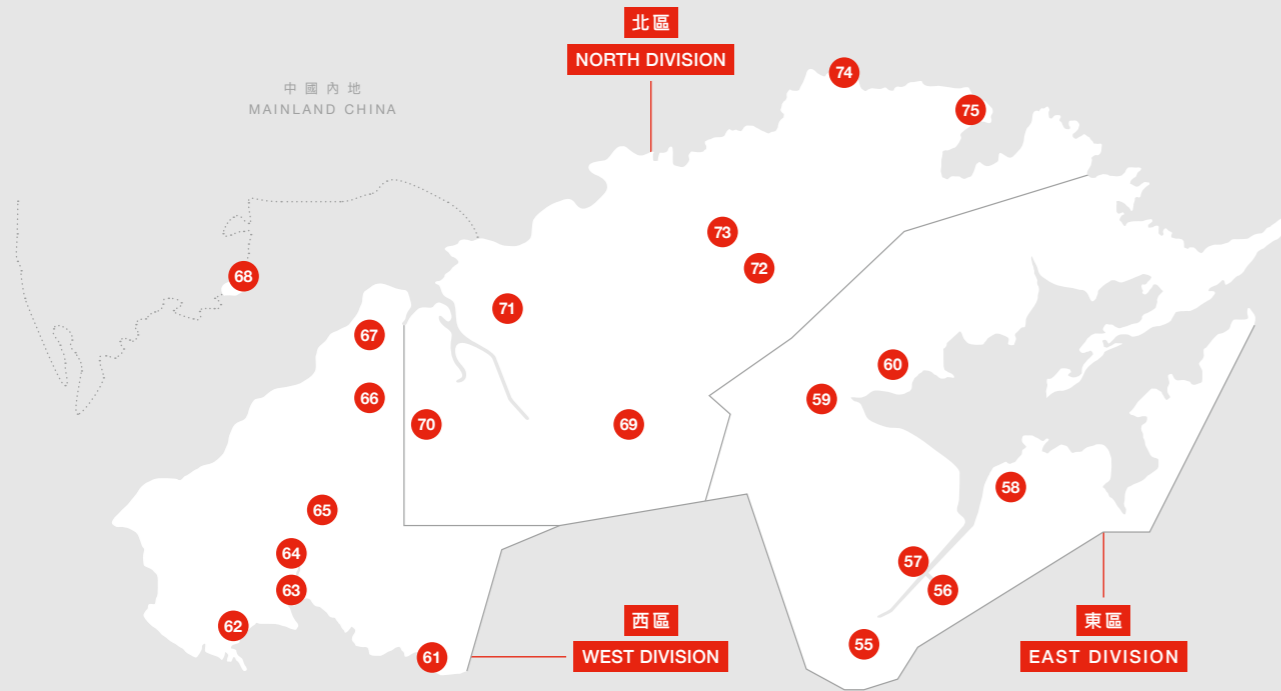 北區
NORTH DIVISION
中國內地
MAINLAND CHINA
74
75
73
72
68
71
67
60
66
59
70
69
58
65
64
57
63
56
62
西區
WEST DIVISION
東區
EAST DIVISION
55
61